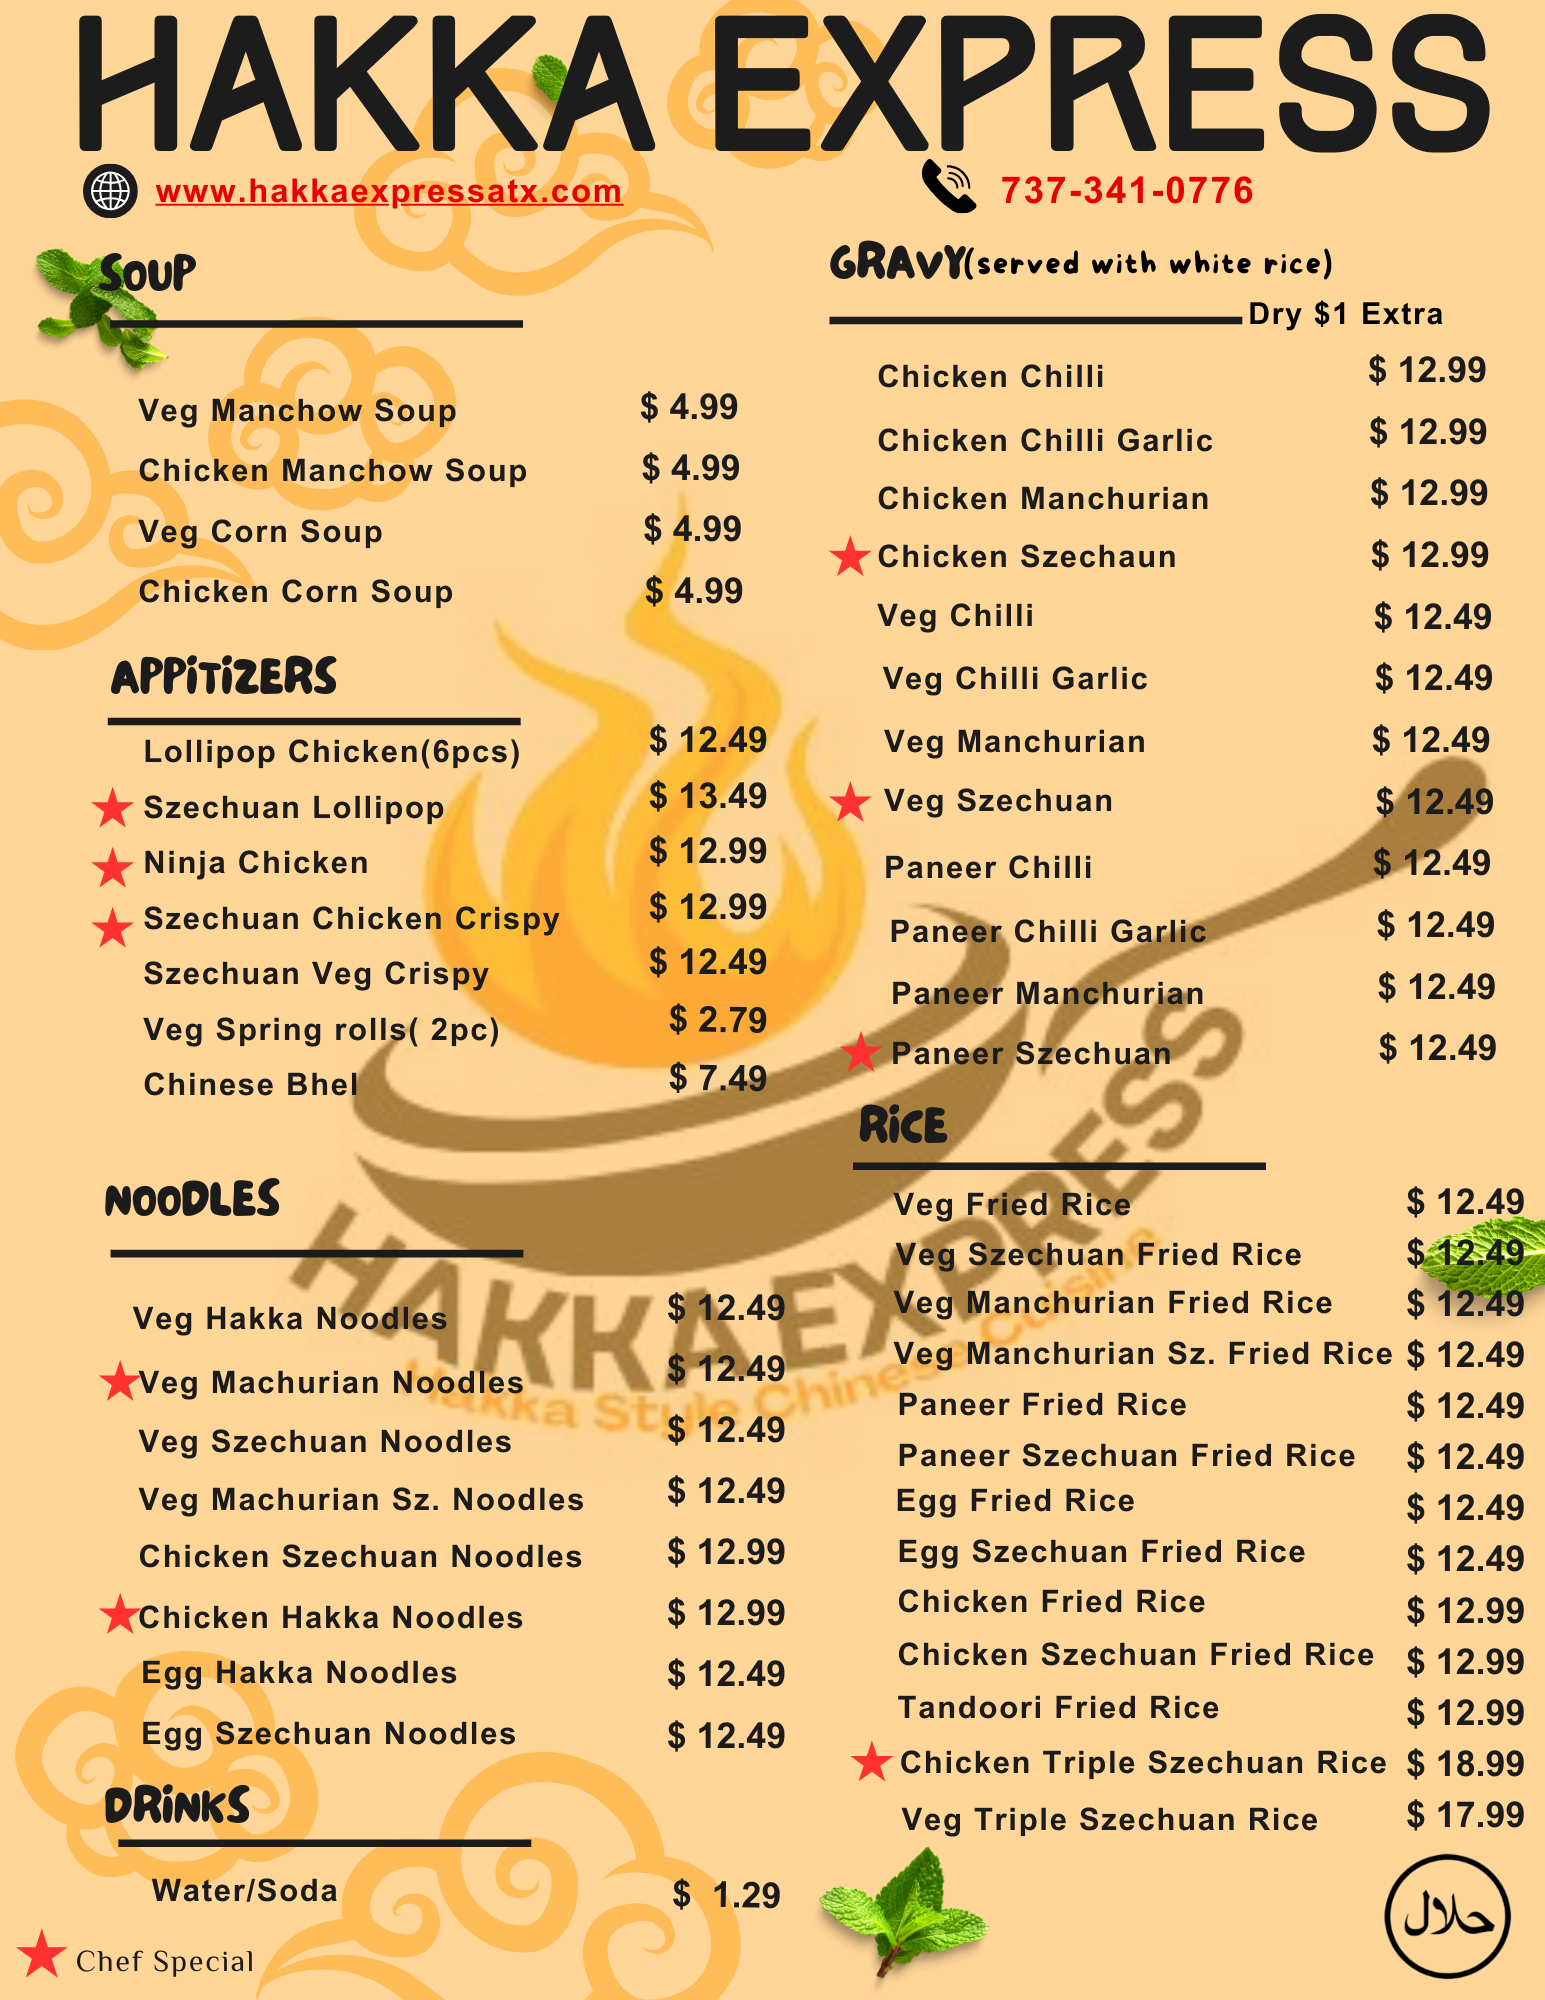 HAKKA EXPRESS
www.hakkaexpressatx.com
737-341-0776
SOUP
Veg Manchow Soup $ 4.99
Chicken Manchow Soup $ 4.99
Veg Corn Soup $ 4.99
Chicken Corn Soup $ 4.99
APPiTiZERS
Lollipop Chicken(6pcs) $ 12.49
Szechuan Lollipop $ 13.49
Ninja Chicken $ 12.99
Szechuan Chicken Crispy $ 12.99
Szechuan Veg Crispy $ 12.49
Veg Spring rolls( 2pc) $ 2.79
Chinese Bhel $ 7.49
NOODLES
Veg Hakka Noodles $ 12.49
Veg Machurian Noodles $ 12.49
Veg Szechuan Noodles $ 12.49
Veg Machurian Sz. Noodles $ 12.49
Chicken Szechuan Noodles $ 12.99
Chicken Hakka Noodles $ 12.99
Egg Hakka Noodles $ 12.49
Egg Szechuan Noodles $ 12.49
DRiNKS
Water/Soda $ 1.29
Chef Special
GRAVY(served with white rice)
Dry $1 Extra
Chicken Chilli $ 12.99
Chicken Chilli Garlic $ 12.99
Chicken Manchurian $ 12.99
Chicken Szechaun $ 12.99
Veg Chilli $ 12.49
Veg Chilli Garlic $ 12.49
Veg Manchurian $ 12.49
Veg Szechuan $ 12.49
Paneer Chilli $ 12.49
Paneer Chilli Garlic $ 12.49
Paneer Manchurian $ 12.49
Paneer Szechuan $ 12.49
RiCE
Veg Fried Rice $ 12.49
Veg Szechuan Fried Rice $ 12.49
Veg Manchurian Fried Rice $ 12.49
Veg Manchurian Sz. Fried Rice $ 12.49
Paneer Fried Rice $ 12.49
Paneer Szechuan Fried Rice $ 12.49
Egg Fried Rice $ 12.49
Egg Szechuan Fried Rice $ 12.49
Chicken Fried Rice $ 12.99
Chicken Szechuan Fried Rice $ 12.99
Tandoori Fried Rice $ 12.99
Chicken Triple Szechuan Rice $ 18.99
Veg Triple Szechuan Rice $ 17.99
حلال
HAKKA EXPRESS
Hakka Style Chinese Cuisine